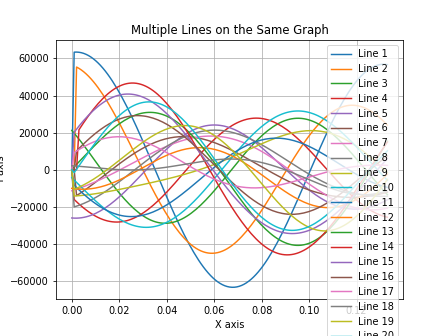 Multiple Lines on the Same Graph
60000
40000
20000
0
−20000
−40000
−60000
0.00
0.02
0.04
0.06
0.08
0.10
X axis
axis
Line 1
Line 2
Line 3
Line 4
Line 5
Line 6
Line 7
Line 8
Line 9
Line 10
Line 11
Line 12
Line 13
Line 14
Line 15
Line 16
Line 17
Line 18
Line 19
Line 20